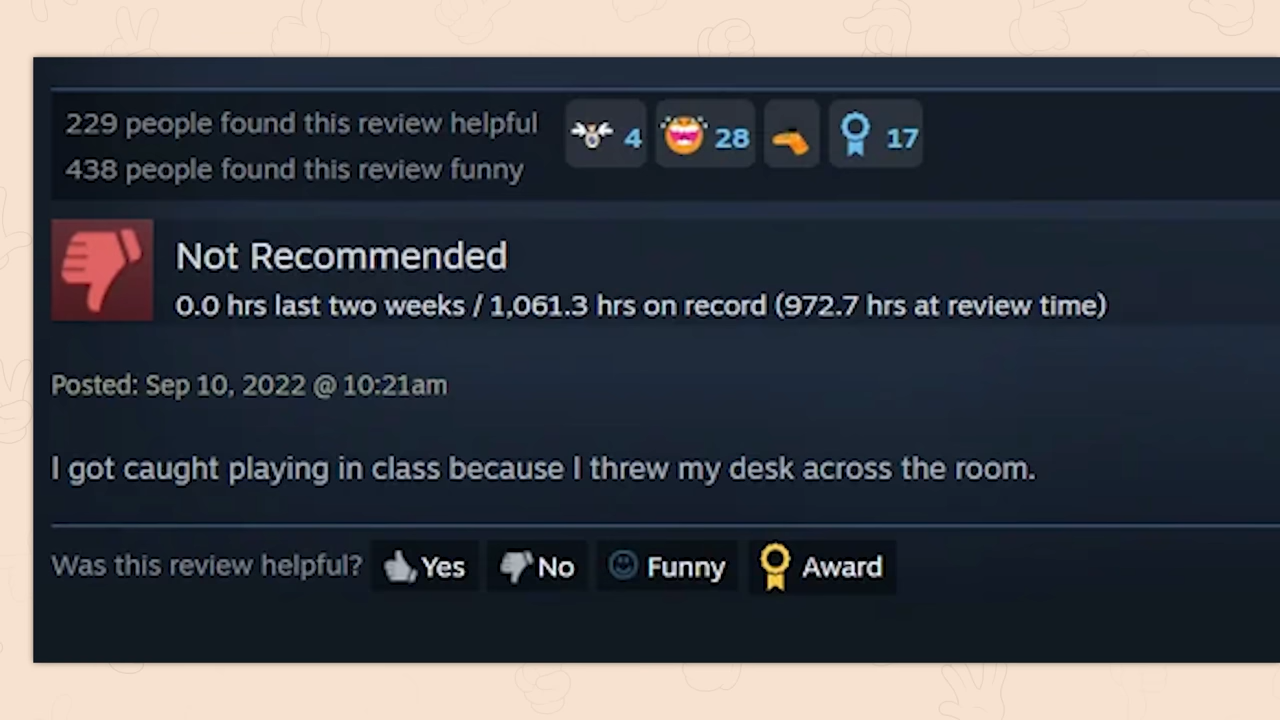 229 people found this review helpful
438 people found this review funny
4 28 17
Not Recommended
0.0 hrs last two weeks / 1,061.3 hrs on record (972.7 hrs at review time)
Posted: Sep 10, 2022 @ 10:21am
I got caught playing in class because I threw my desk across the room.
Was this review helpful? Yes No Funny Award